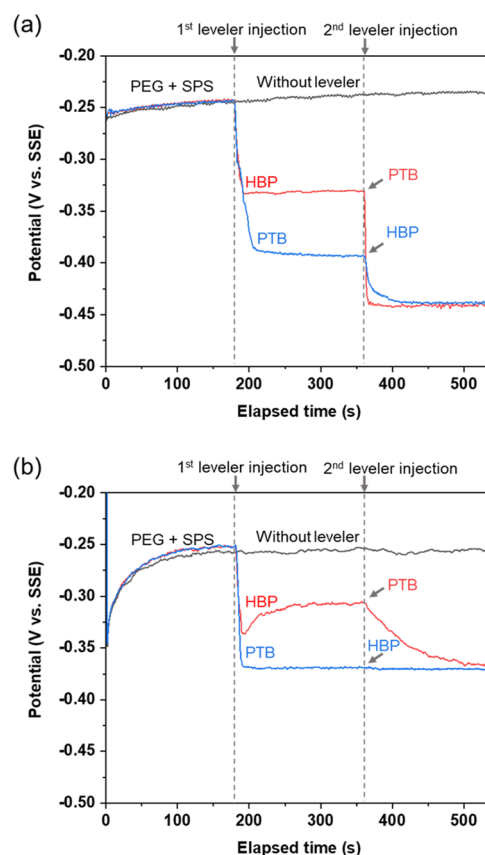 (a)
1st leveler injection
2nd leveler injection
-0.20
-0.25
-0.30
-0.35
-0.40
-0.45
-0.50
Potential (V vs. SSE)
PEG + SPS
Without leveler
HBP
PTB
PTB
HBP
0 100 200 300 400 500
Elapsed time (s)
(b)
1st leveler injection
2nd leveler injection
-0.20
-0.25
-0.30
-0.35
-0.40
-0.45
-0.50
Potential (V vs. SSE)
PEG + SPS
Without leveler
HBP
PTB
PTB
HBP
0 100 200 300 400 500
Elapsed time (s)